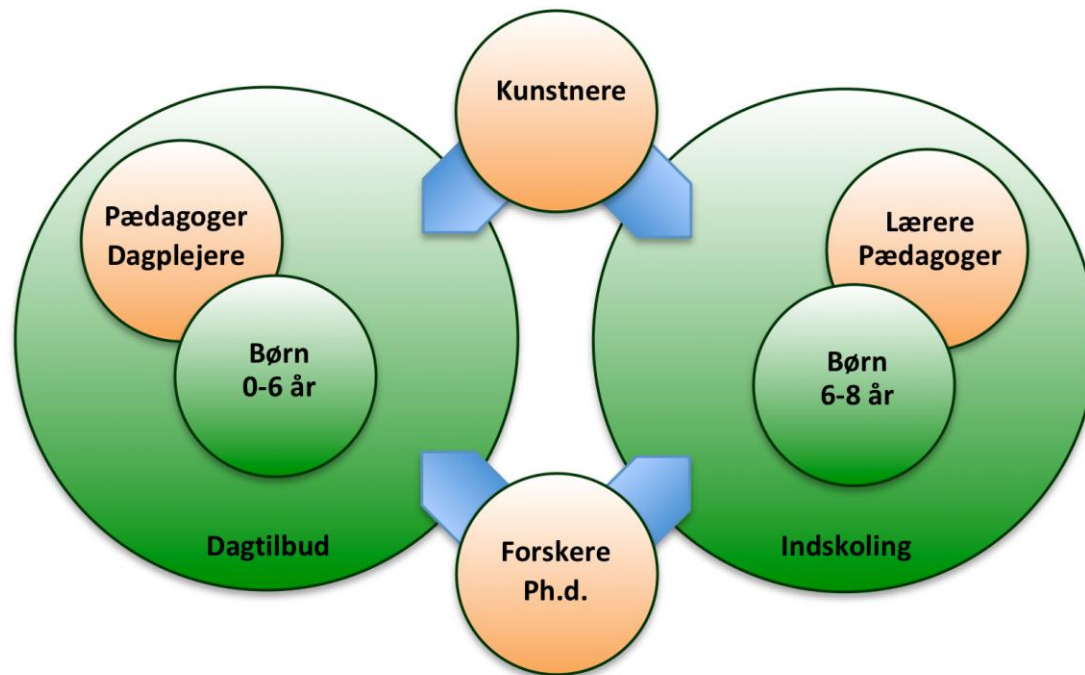 Kunstnere
Pædagoger
Dagplejere
Børn
0-6 år
Dagtilbud
Lærere
Pædagoger
Børn
6-8 år
Indskoling
Forskere
Ph.d.